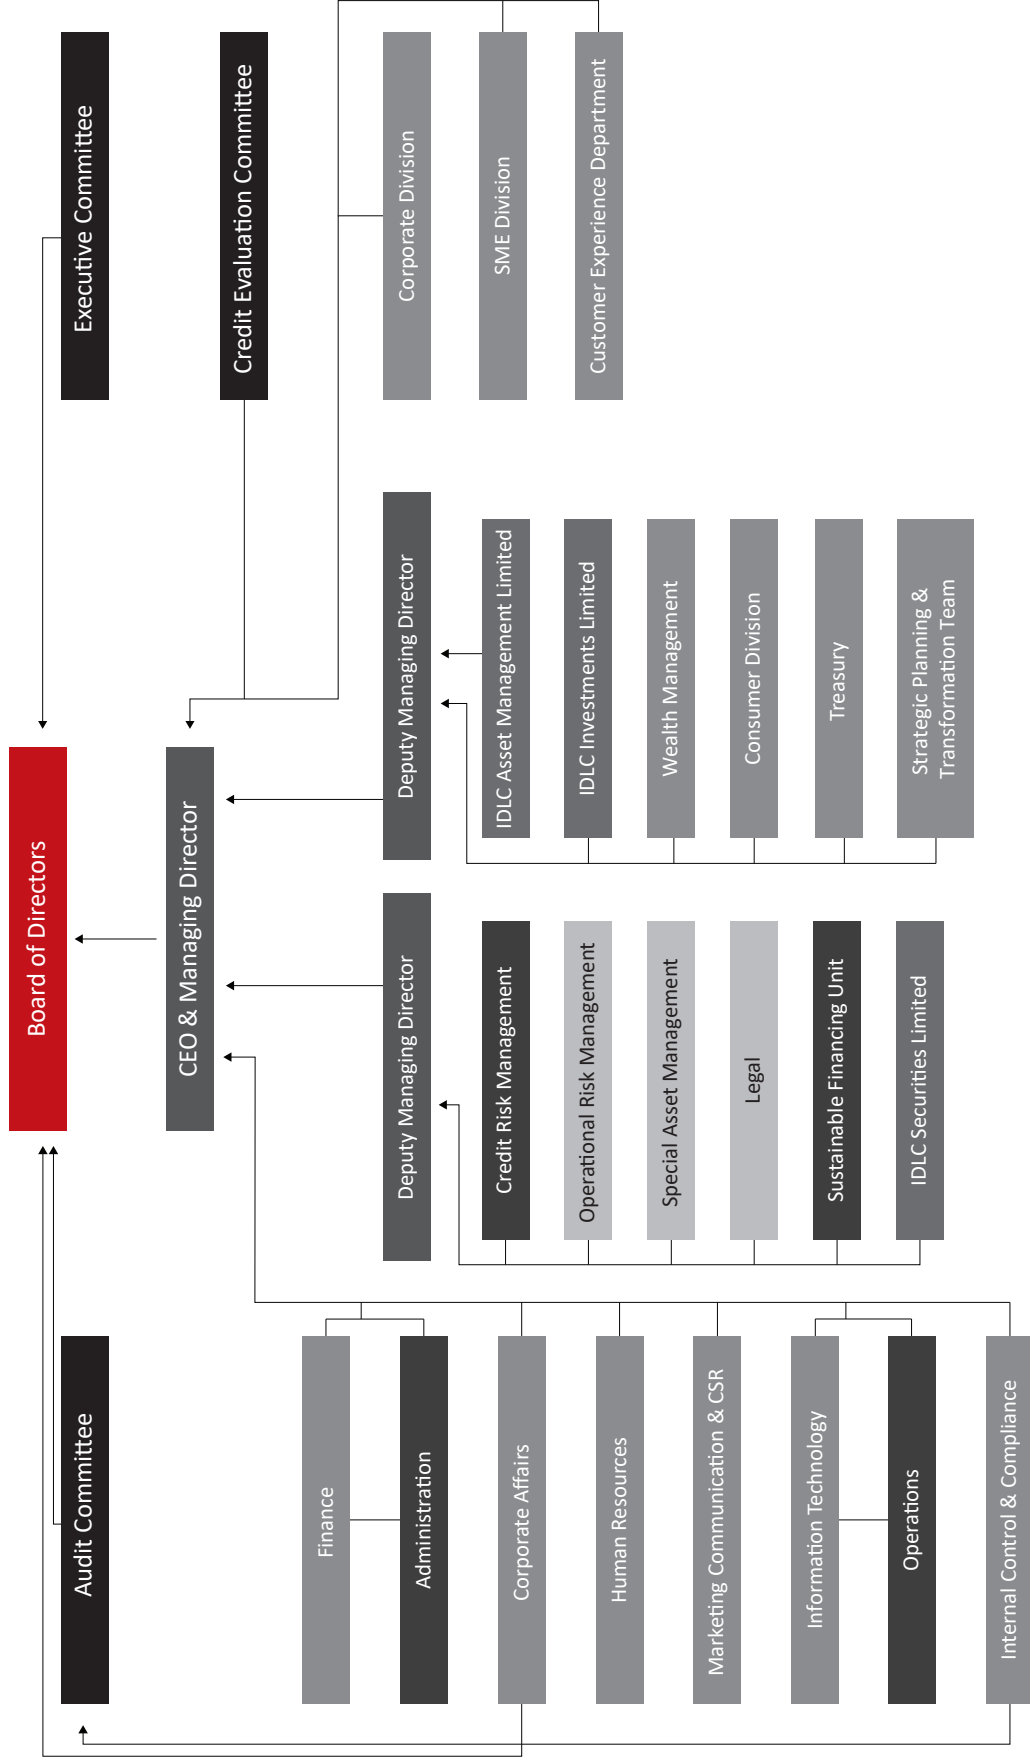 Board of Directors
Audit Committee
Executive Committee
CEO & Managing Director
Credit Evaluation Committee
Finance
Administration
Corporate Affairs
Human Resources
Marketing Communication & CSR
Information Technology
Operations
Internal Control & Compliance
Deputy Managing Director
Credit Risk Management
Operational Risk Management
Special Asset Management
Legal
Sustainable Financing Unit
IDLC Securities Limited
Deputy Managing Director
IDLC Asset Management Limited
IDLC Investments Limited
Wealth Management
Consumer Division
Treasury
Strategic Planning &
Transformation Team
Corporate Division
SME Division
Customer Experience Department